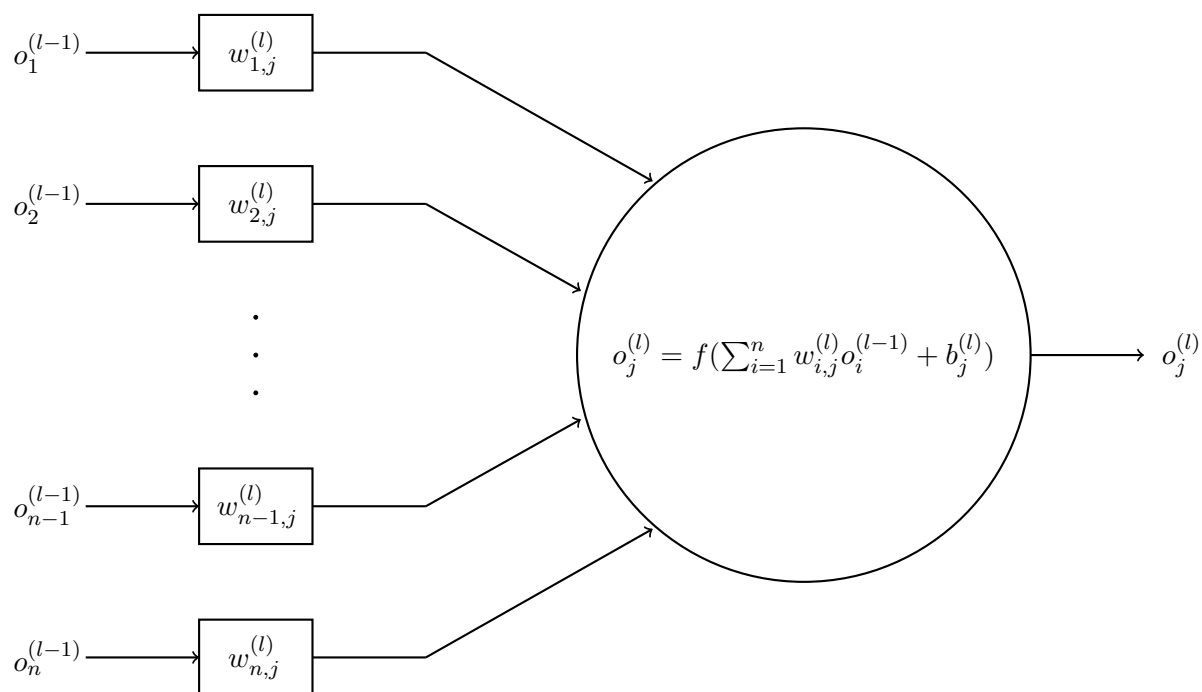 $o_1^{(l-1)}$ $w_{1,j}^{(l)}$
$o_2^{(l-1)}$ $w_{2,j}^{(l)}$
$o_j^{(l)} = f(\sum_{i=1}^{n} w_{i,j}^{(l)} o_i^{(l-1)} + b_j^{(l)})$ $o_j^{(l)}$
$o_{n-1}^{(l-1)}$ $w_{n-1,j}^{(l)}$
$o_n^{(l-1)}$ $w_{n,j}^{(l)}$